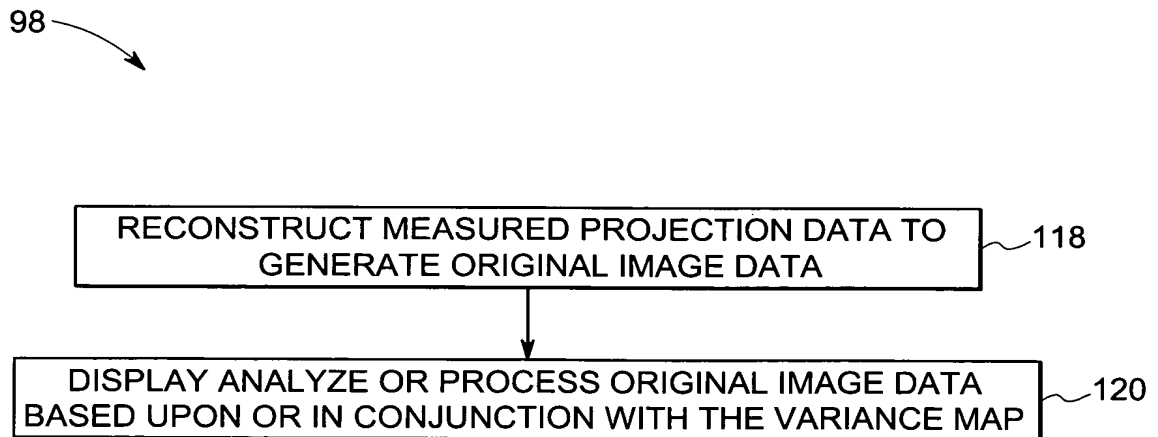 98
RECONSTRUCT MEASURED PROJECTION DATA TO
GENERATE ORIGINAL IMAGE DATA
118
DISPLAY ANALYZE OR PROCESS ORIGINAL IMAGE DATA
BASED UPON OR IN CONJUNCTION WITH THE VARIANCE MAP
120